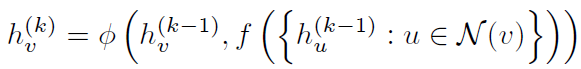 h_v^{(k)} = \phi \left( h_v^{(k-1)}, f \left( \left\{ h_u^{(k-1)} : u \in \mathcal{N}(v) \right\} \right) \right)